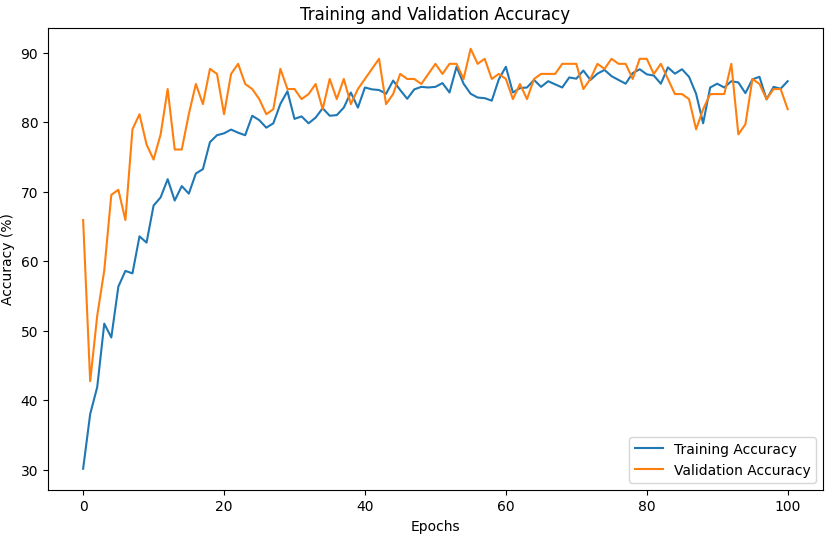 Training and Validation Accuracy
Accuracy (%)
90
80
70
60
50
40
30
0 20 40 60 80 100
Epochs
Training Accuracy
Validation Accuracy